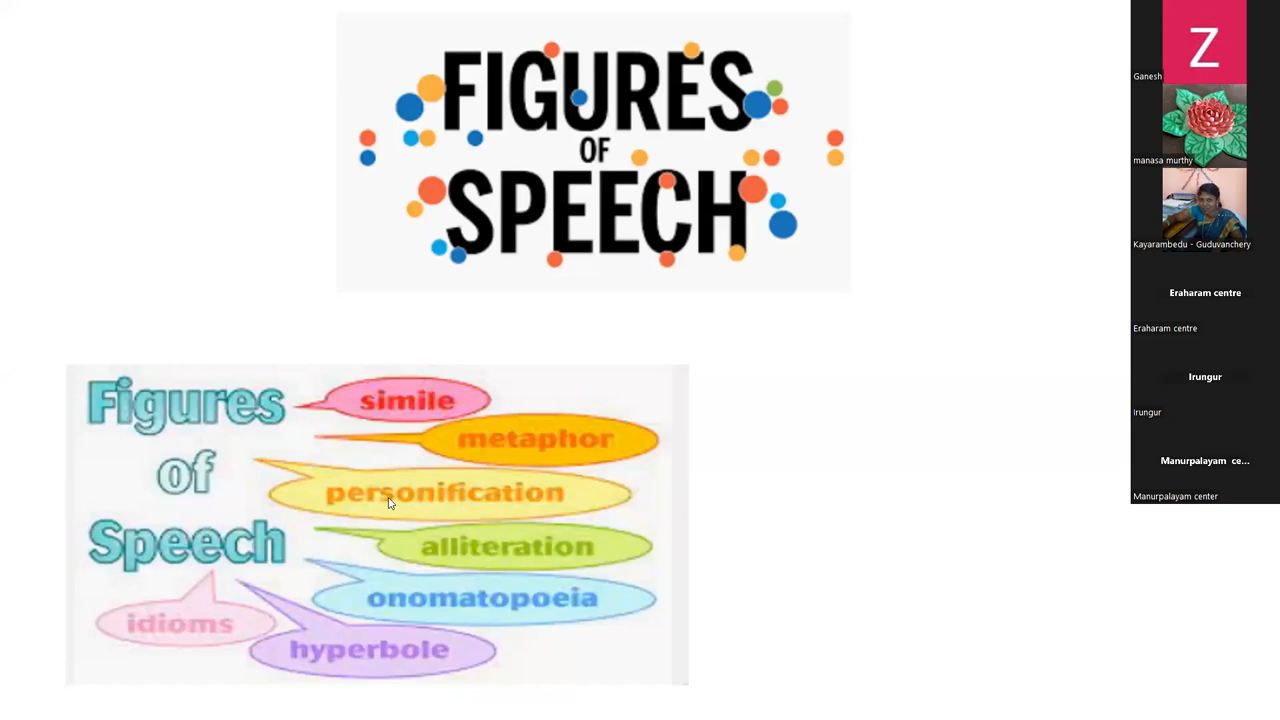 FIGURES
OF
SPEECH
Figures
of
Speech
simile
metaphor
personification
alliteration
onomatopoeia
idioms
hyperbole
Z
Ganesh
manasa murthy
Kayarambedu - Guduvanchery
Eraharam centre
Eraharam centre
Irungur
Irungur
Manurpalayam ce...
Manurpalayam center